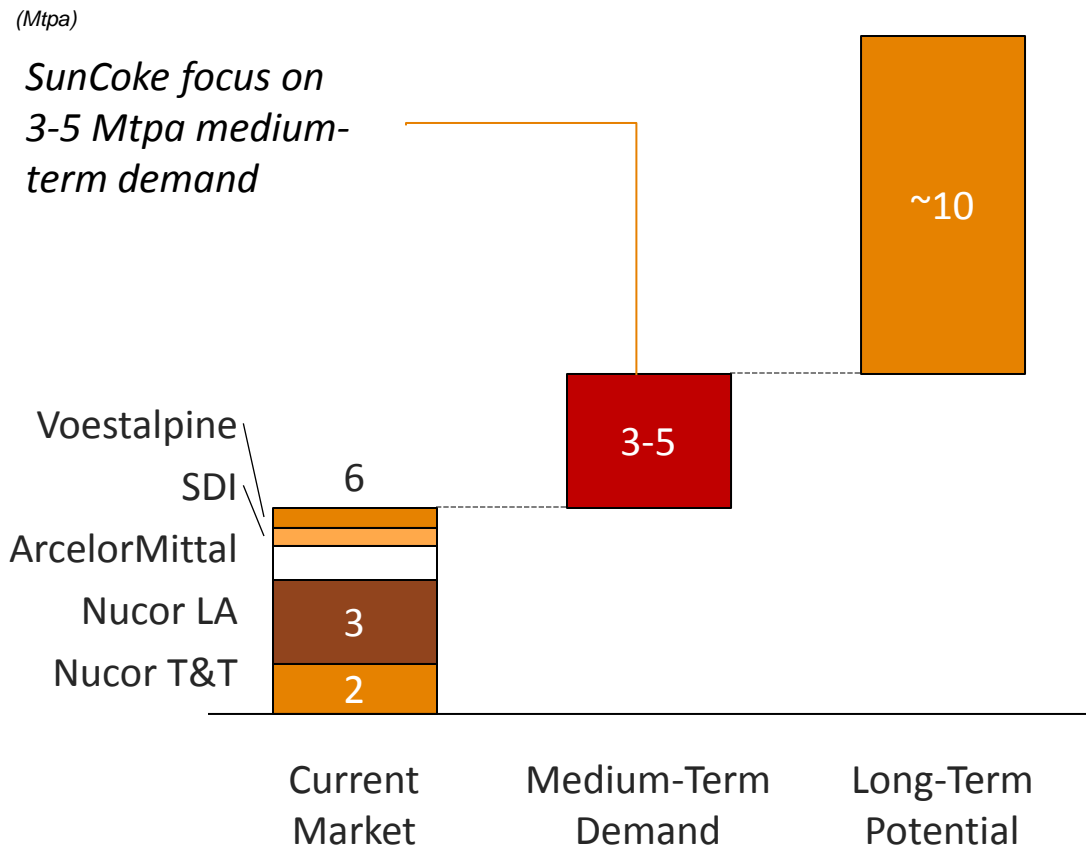 (Mtpa)
SunCoke focus on
3-5 Mtpa medium-
term demand
~10
3-5
Voestalpine
SDI
6
ArcelorMittal
Nucor LA
3
Nucor T&T
2
Current
Market
Medium-Term
Demand
Long-Term
Potential